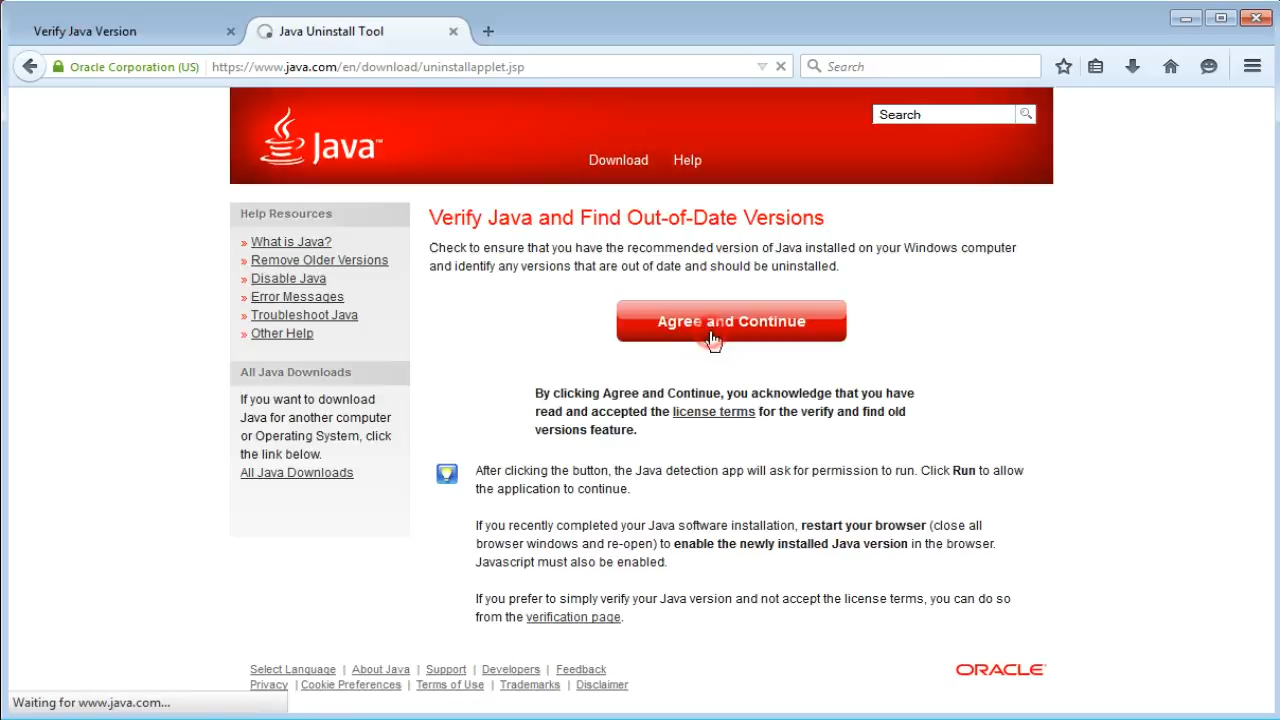 Verify Java Version
Java Uninstall Tool
Oracle Corporation (US)
https://www.java.com/en/download/uninstallapplet.jsp
Search
Java™
Search
Download
Help
Help Resources
» What is Java?
» Remove Older Versions
» Disable Java
» Error Messages
» Troubleshoot Java
» Other Help
All Java Downloads
If you want to download
Java for another computer
or Operating System, click
the link below.
All Java Downloads
Verify Java and Find Out-of-Date Versions
Check to ensure that you have the recommended version of Java installed on your Windows computer
and identify any versions that are out of date and should be uninstalled.
Agree and Continue
By clicking Agree and Continue, you acknowledge that you have
read and accepted the license terms for the verify and find old
versions feature.
After clicking the button, the Java detection app will ask for permission to run. Click Run to allow
the application to continue.
If you recently completed your Java software installation, restart your browser (close all
browser windows and re-open) to enable the newly installed Java version in the browser.
Javascript must also be enabled.
If you prefer to simply verify your Java version and not accept the license terms, you can do so
from the verification page.
Select Language | About Java | Support | Developers | Feedback
Privacy | Cookie Preferences | Terms of Use | Trademarks | Disclaimer
ORACLE
Waiting for www.java.com...